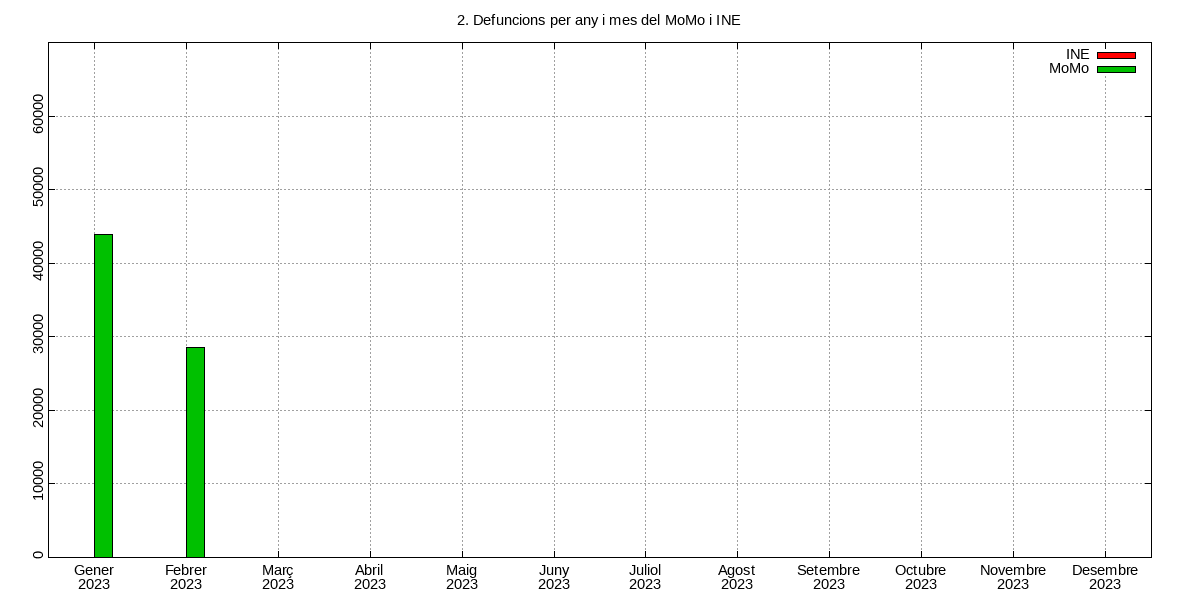 2. Defuncions per any i mes del MoMo i INE
INE
MoMo
60000
50000
40000
30000
20000
10000
0
Gener Febrer Març Abril Maig Juny Juliol Agost Setembre Octubre Novembre Desembre
2023 2023 2023 2023 2023 2023 2023 2023 2023 2023 2023 2023